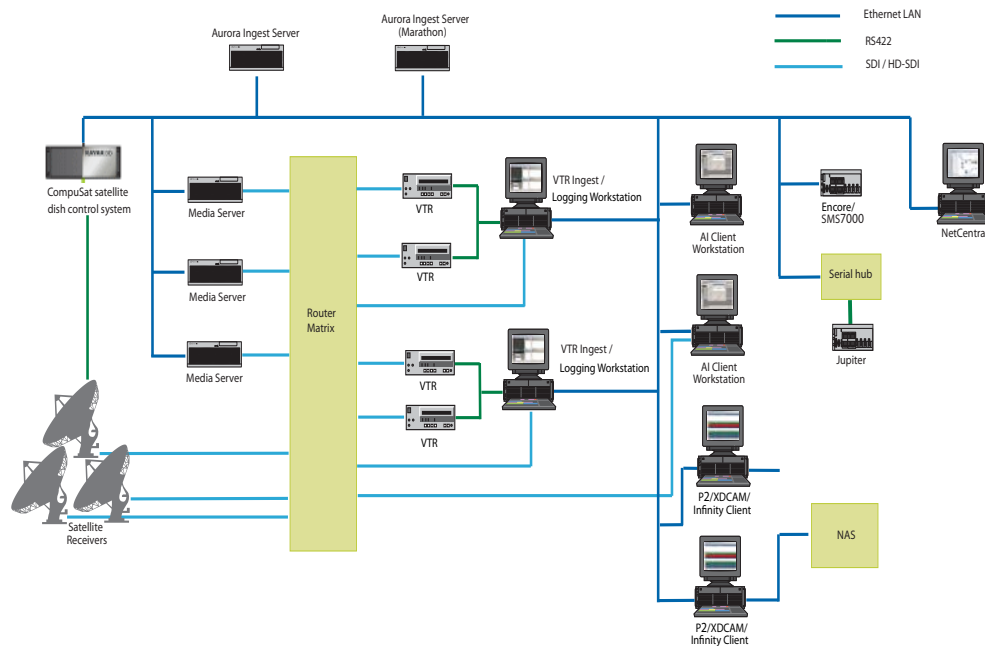 Aurora Ingest Server
Aurora Ingest Server
(Marathon)
Ethernet LAN
RS422
SDI / HD-SDI
CompuSat satellite
dish control system
Media Server
Media Server
Media Server
Router
Matrix
VTR
VTR
VTR
VTR
VTR Ingest /
Logging Workstation
VTR Ingest /
Logging Workstation
AI Client
Workstation
AI Client
Workstation
Encore/
SMS7000
NetCentral
Serial hub
Jupiter
P2/XDCAM/
Infinity Client
NAS
P2/XDCAM/
Infinity Client
Satellite
Receivers